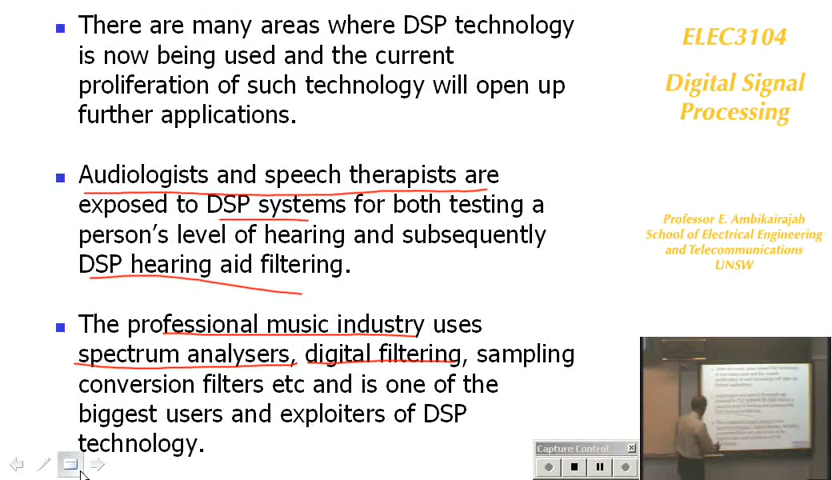 There are many areas where DSP technology
is now being used and the current
proliferation of such technology will open up
further applications.
Audiologists and speech therapists are
exposed to DSP systems for both testing a
person's level of hearing and subsequently
DSP hearing aid filtering.
The professional music industry uses
spectrum analysers, digital filtering, sampling
conversion filters etc and is one of the
biggest users and exploiters of DSP
technology.
ELEC3104
Digital Signal
Processing
Professor E. Ambikairajah
School of Electrical Engineering
and Telecommunications
UNSW
Capture Control